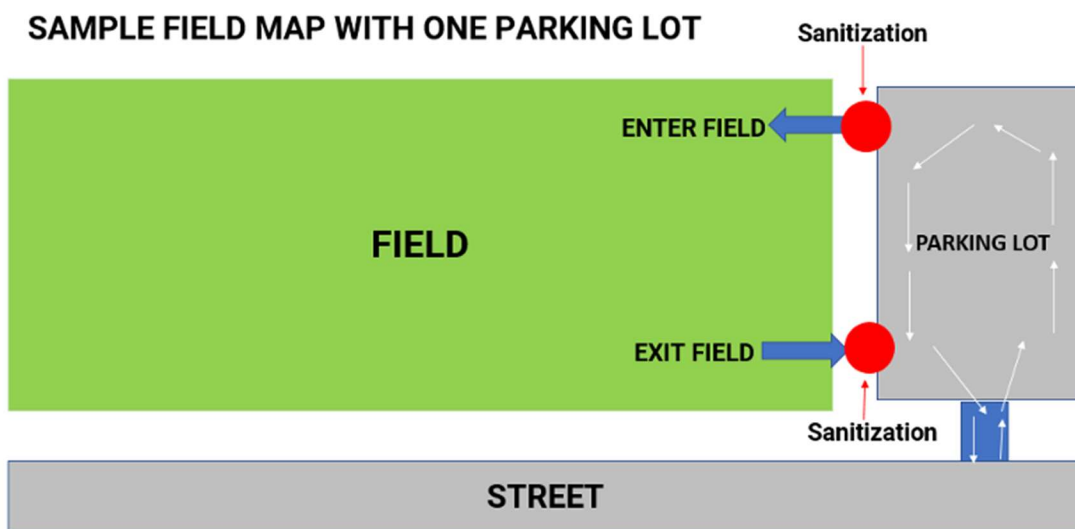 SAMPLE FIELD MAP WITH ONE PARKING LOT
Sanitization
ENTER FIELD
FIELD
PARKING LOT
EXIT FIELD
Sanitization
STREET